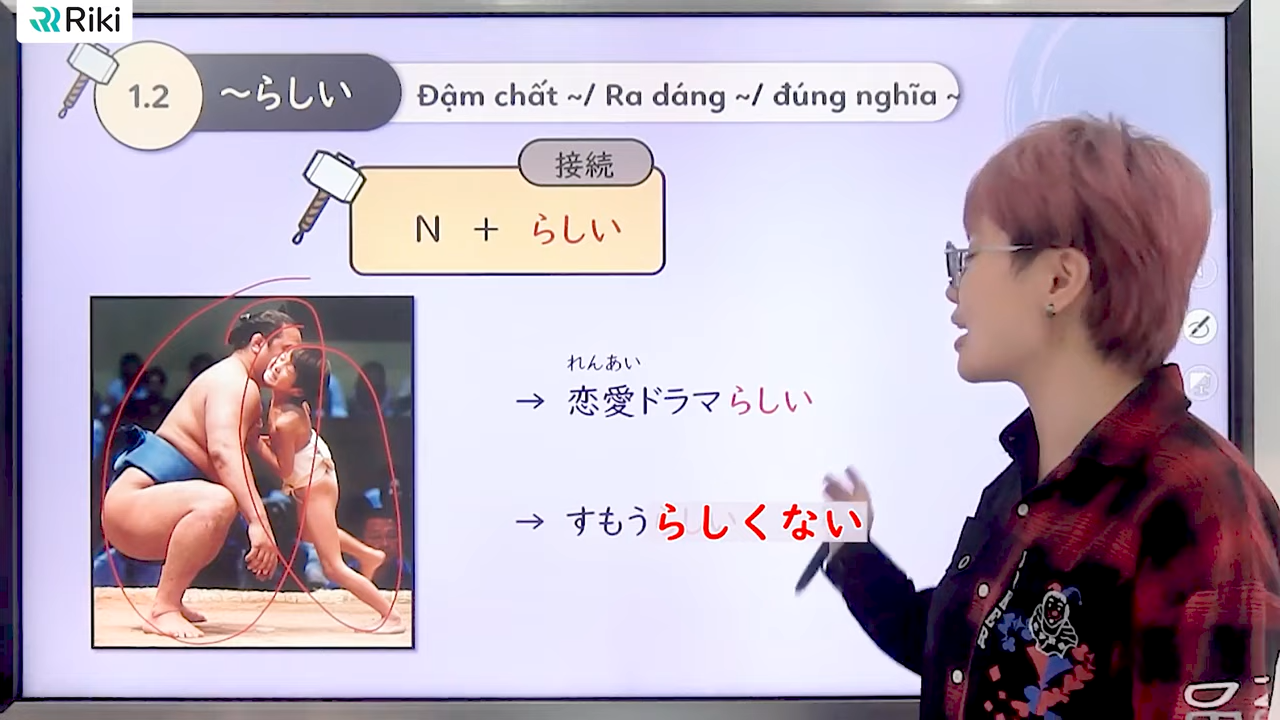 Riki
1.2 ～らしい Đậm chất ~/ Ra dáng ~/ đúng nghĩa ~
接続
N + らしい
れんあい
→ 恋愛ドラマらしい
→ すもうらしくない